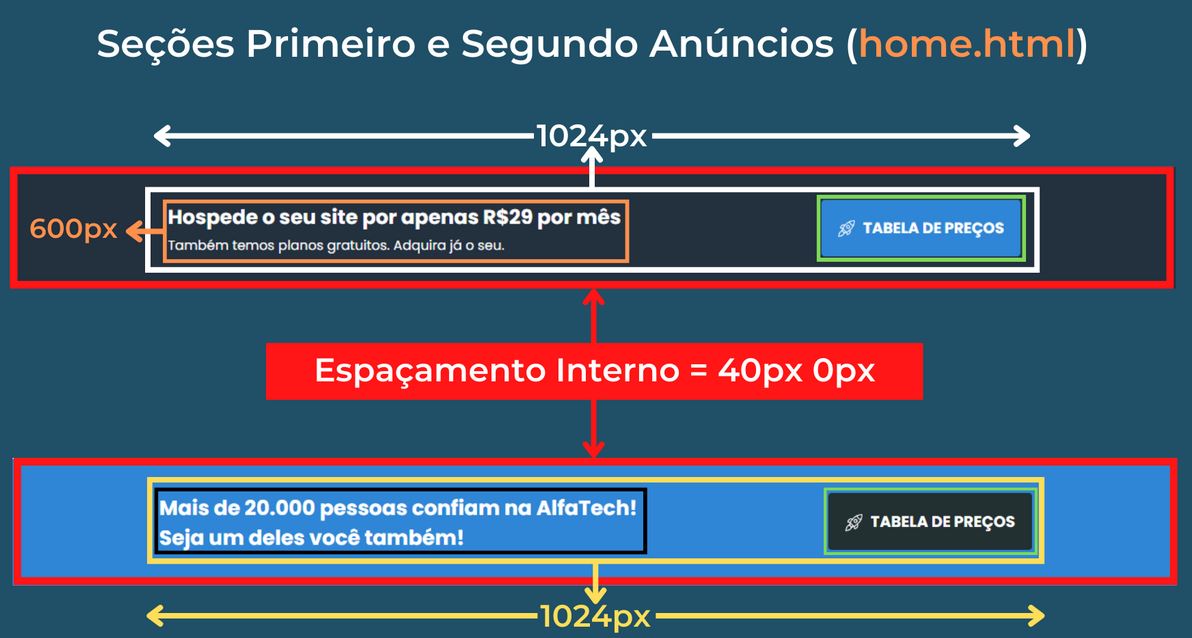 Seções Primeiro e Segundo Anúncios (home.html)
1024px
600px
Hospede o seu site por apenas R$29 por mês
Também temos planos gratuitos. Adquira já o seu.
TABELA DE PREÇOS
Espaçamento Interno = 40px 0px
Mais de 20.000 pessoas confiam na AlfaTech!
Seja um deles você também!
TABELA DE PREÇOS
1024px